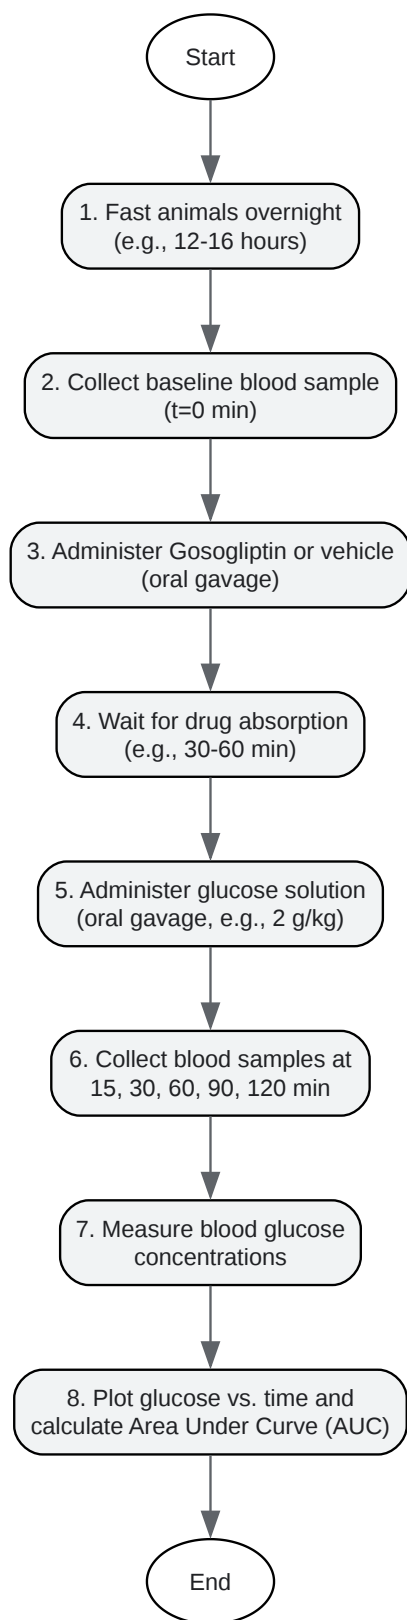 Start
1. Fast animals overnight
(e.g., 12-16 hours)
2. Collect baseline blood sample
(t=0 min)
3. Administer Gosogliptin or vehicle
(oral gavage)
4. Wait for drug absorption
(e.g., 30-60 min)
5. Administer glucose solution
(oral gavage, e.g., 2 g/kg)
6. Collect blood samples at
15, 30, 60, 90, 120 min
7. Measure blood glucose
concentrations
8. Plot glucose vs. time and
calculate Area Under Curve (AUC)
End